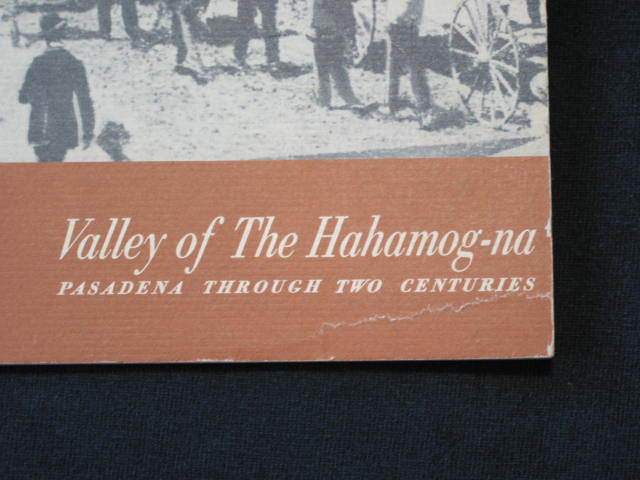 Valley of The Hahamog-na
PASADENA THROUGH TWO CENTURIES